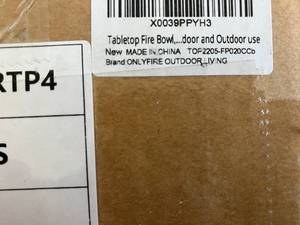 X0039PPYH3
Tabletop Fire Bowl,...door and Outdoor use
New MADE IN CHINA TOP2205-FP020CCb
Brand:ONLYFIRE OUTDOOR LIVING
RTP4
S